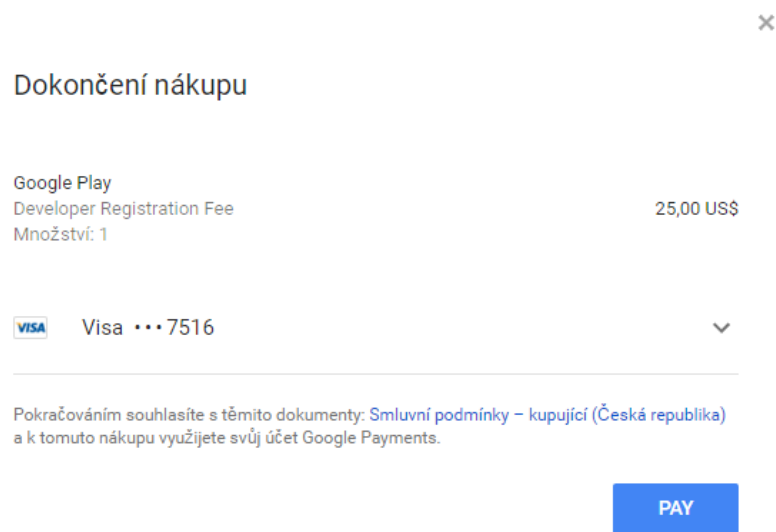 Dokončení nákupu
Google Play
Developer Registration Fee
25,00 US$
Množství: 1
VISA
Visa ••• 7516
Pokračováním souhlasíte s těmito dokumenty: Smluvní podmínky – kupující (Česká republika)
a k tomuto nákupu využijete svůj účet Google Payments.
PAY